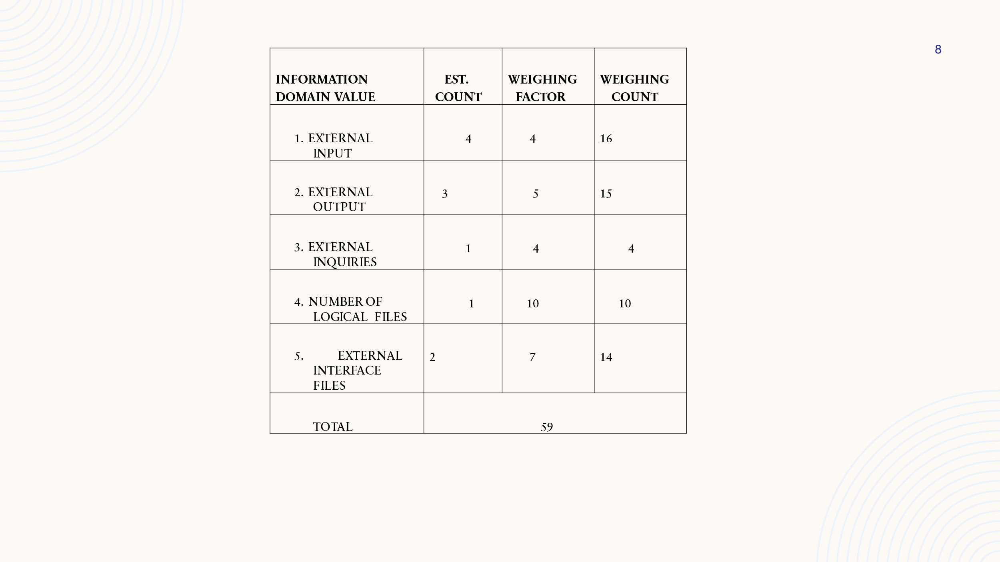 8
INFORMATION
DOMAIN VALUE
EST.
COUNT
WEIGHING
FACTOR
WEIGHING
COUNT
1. EXTERNAL
INPUT
4
4
16
2. EXTERNAL
OUTPUT
3
5
15
3. EXTERNAL
INQUIRIES
1
4
4
4. NUMBER OF
LOGICAL FILES
1
10
10
5. EXTERNAL
INTERFACE
FILES
2
7
14
TOTAL
59